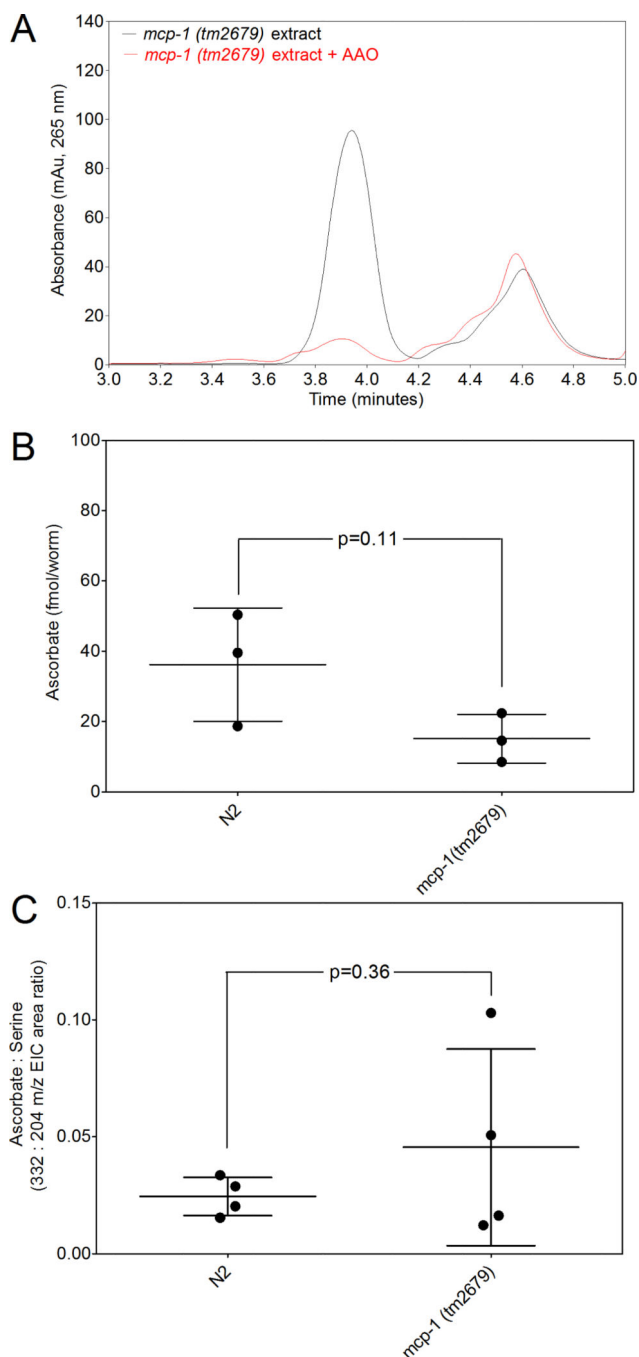 A
mcp-1 (tm2679) extract
mcp-1 (tm2679) extract + AAO
Absorbance (mAu, 265 nm)
140
120
100
80
60
40
20
0
3.0 3.2 3.4 3.6 3.8 4.0 4.2 4.4 4.6 4.8 5.0
Time (minutes)
B
Ascorbate (fmol/worm)
100
80
60
40
20
0
p=0.11
N2
mcp-1(tm2679)
C
Ascorbate : Serine
(332 : 204 m/z EIC area ratio)
0.15
0.10
0.05
0.00
p=0.36
N2
mcp-1 (tm2679)